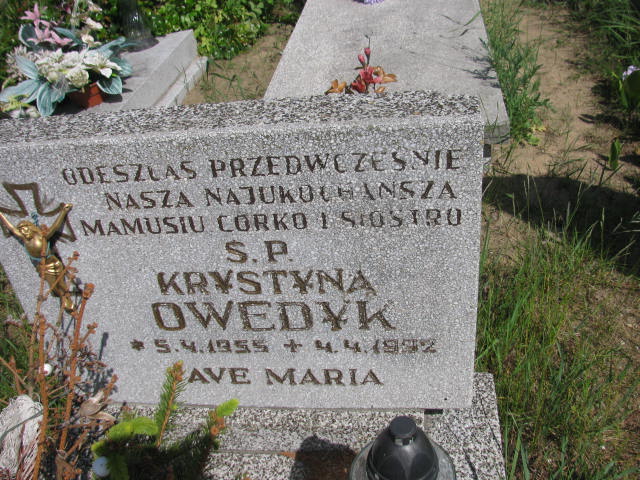 ODESZŁAŚ PRZEDWCZEŚNIE
NASZA NAJUKOCHAŃSZA
MAMUSIU CÓRKO I SIOSTRO
Ś.P.
KRYSTYNA
OWEDYK
* 5.4.1955 + 4.4.1992
AVE MARIA